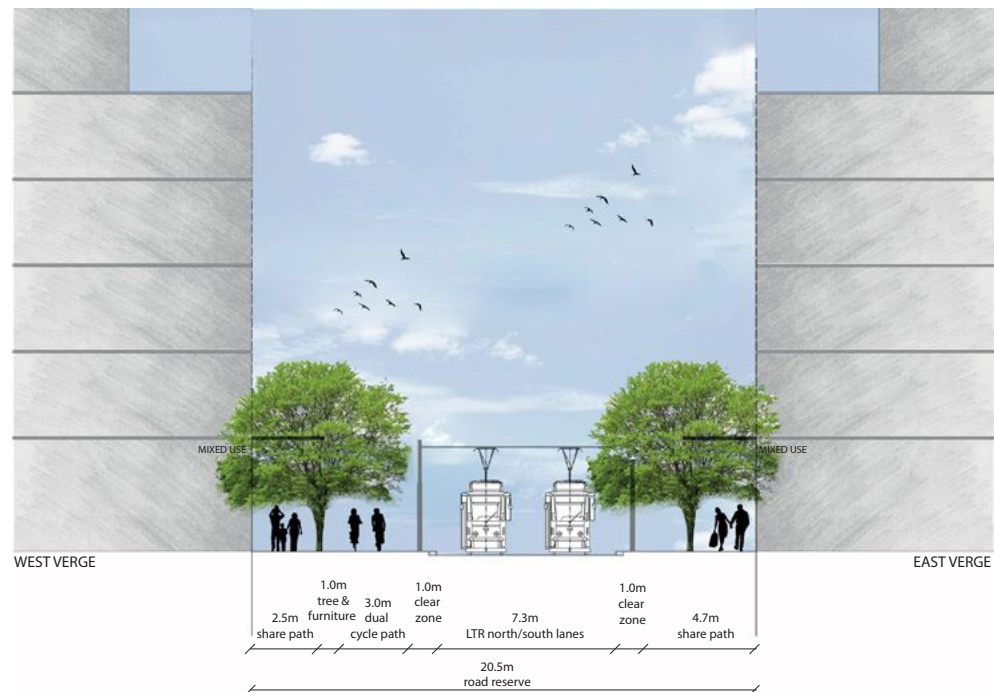 MIXED USE
MIXED USE
WEST VERGE
EAST VERGE
2.5m
share path
1.0m
tree &
furniture
3.0m
dual
cycle path
1.0m
clear
zone
7.3m
LTR north/south lanes
1.0m
clear
zone
4.7m
share path
20.5m
road reserve